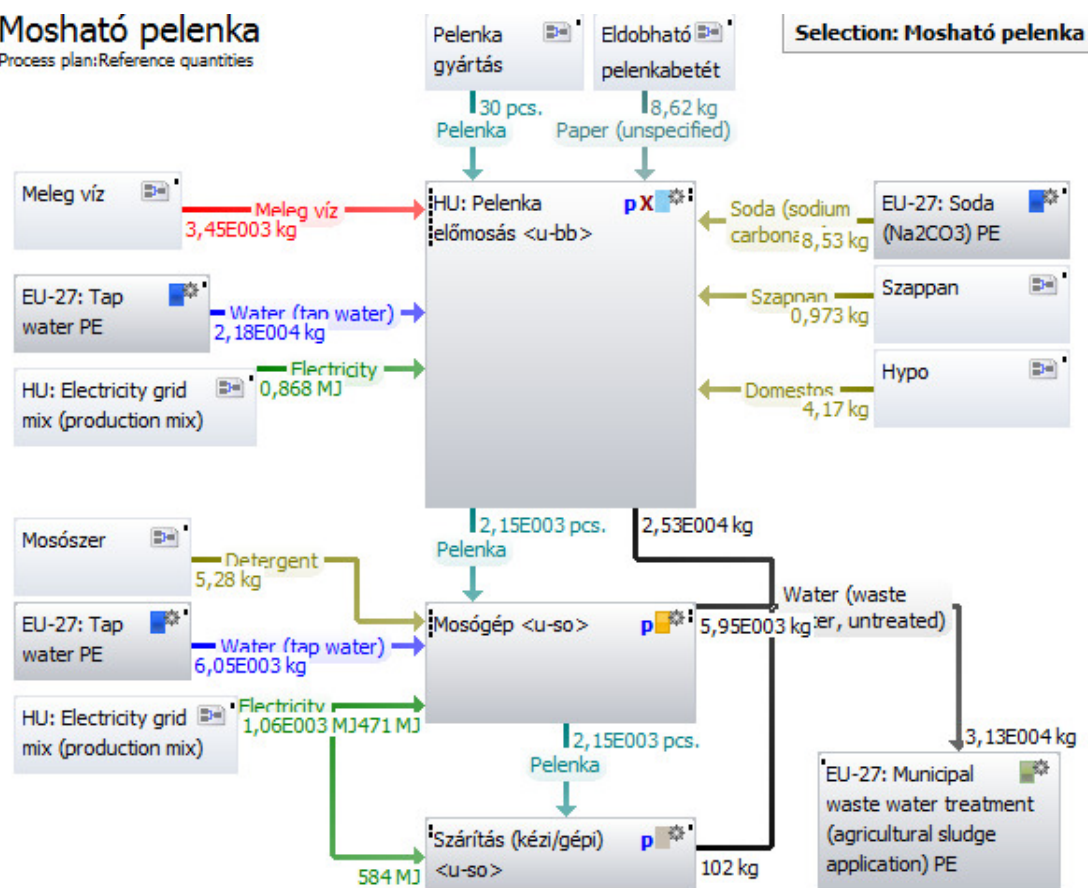 Mosható pelenka
Process plan:Reference quantities
Selection: Mosható pelenka
Pelenka
gyártás
Eldobható
pelenkabetét
30 pcs.
Pelenka
8,62 kg
Paper (unspecified)
Meleg víz
Meleg víz
3,45E003 kg
HU: Pelenka
előmosás <u-bb>
pX
Soda (sodium
8,53 kg
EU-27: Soda
(Na2CO3) PE
EU-27: Tap
water PE
Water (tap water)
2,18E004 kg
Szappan
0,973 kg
Szappan
HU: Electricity grid
mix (production mix)
Electricity
0,868 MJ
Domestos
4,17 kg
Hypo
2,15E003 pcs.
Pelenka
2,53E004 kg
Mosószer
Detergent
5,28 kg
EU-27: Tap
water PE
Water (tap water)
6,05E003 kg
Mosógép <u-so>
p
Water (waste
5,95E003 kg
untreated)
HU: Electricity grid
mix (production mix)
Electricity
1,06E003 MJ
471 MJ
2,15E003 pcs.
Pelenka
3,13E004 kg
EU-27: Municipal
waste water treatment
(agricultural sludge
application) PE
Szárítás (kézi/gépi)
<u-so>
p
584 MJ
102 kg